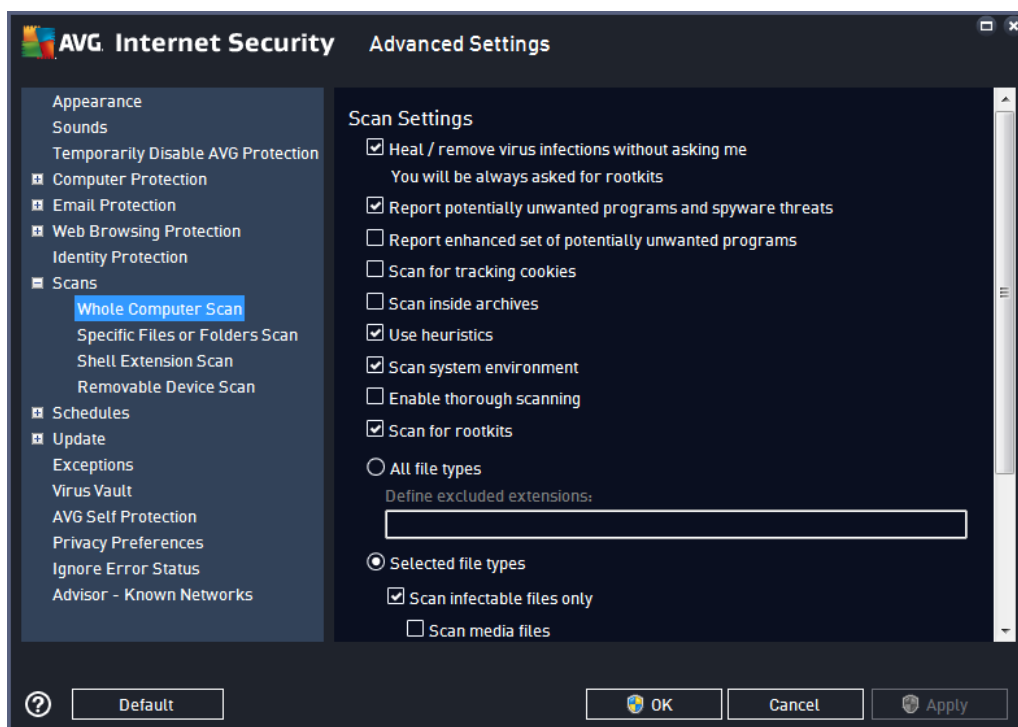 AVG. Internet Security Advanced Settings
Appearance
Sounds
Temporarily Disable AVG Protection
Computer Protection
Email Protection
Web Browsing Protection
Identity Protection
Scans
Whole Computer Scan
Specific Files or Folders Scan
Shell Extension Scan
Removable Device Scan
Schedules
Update
Exceptions
Virus Vault
AVG Self Protection
Privacy Preferences
Ignore Error Status
Advisor - Known Networks
Scan Settings
Heal / remove virus infections without asking me
You will be always asked for rootkits
Report potentially unwanted programs and spyware threats
Report enhanced set of potentially unwanted programs
Scan for tracking cookies
Scan inside archives
Use heuristics
Scan system environment
Enable thorough scanning
Scan for rootkits
All file types
Define excluded extensions:
Selected file types
Scan infectable files only
Scan media files
? Default OK Cancel Apply